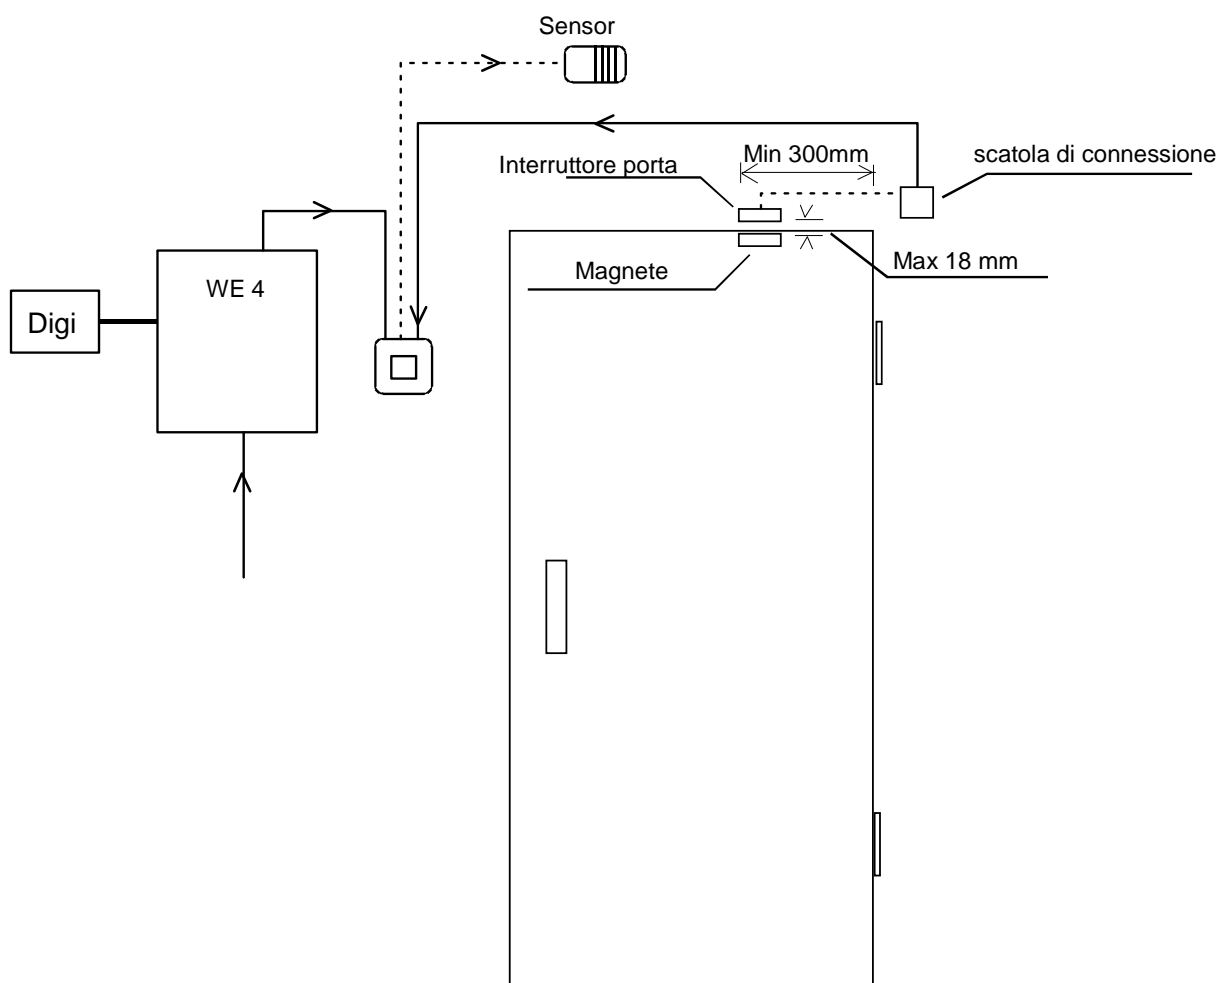 Sensor
Min 300mm
scatola di connessione
Interruttore porta
Max 18 mm
Magnete
WE 4
Digi